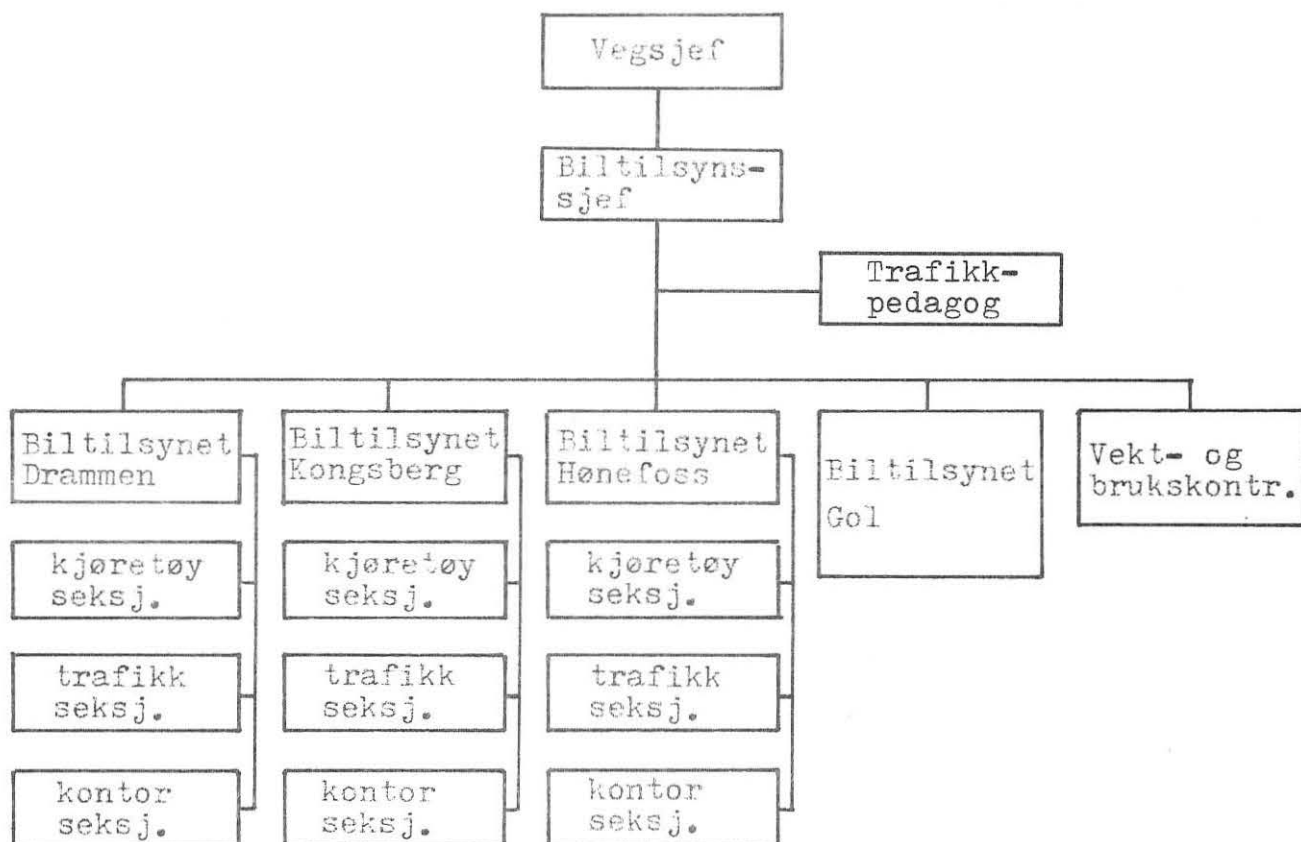 Vegsjef
Biltilsyns-
sjef
Trafikk-
pedagog
Biltilsynet
Drammen
kjøretøy
seksj.
trafikk
seksj.
kontor
seksj.
Biltilsynet
Kongsberg
kjøretøy
seksj.
trafikk
seksj.
kontor
seksj.
Biltilsynet
Hønefoss
kjøretøy
seksj.
trafikk
seksj.
kontor
seksj.
Biltilsynet
Gol
Vekt- og
brukskontr.